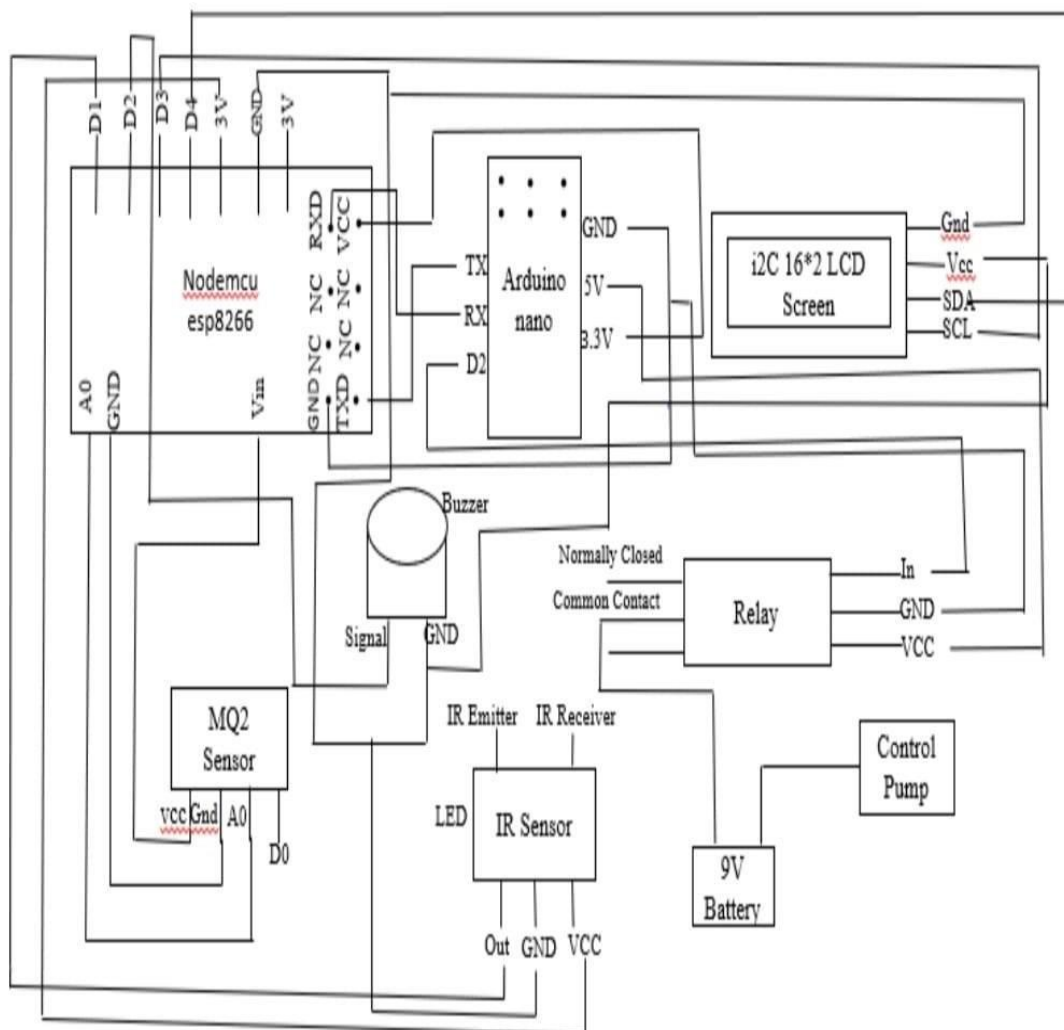 D1
D2
D3
D4
3V
GND
3V
Nodemcu
esp8266
RXD
VCC
NC
NC
NC
NC
GND
TXD
A0
GND
Vin
TX
RX
D2
Arduino
nano
GND
5V
3.3V
i2C 16*2 LCD
Screen
Gnd
Vcc
SDA
SCL
Buzzer
Signal
GND
Normally Closed
Common Contact
Relay
In
GND
VCC
MQ2
Sensor
vcc Gnd A0
D0
IR Emitter
IR Receiver
LED
IR Sensor
Out GND VCC
Control
Pump
9V
Battery